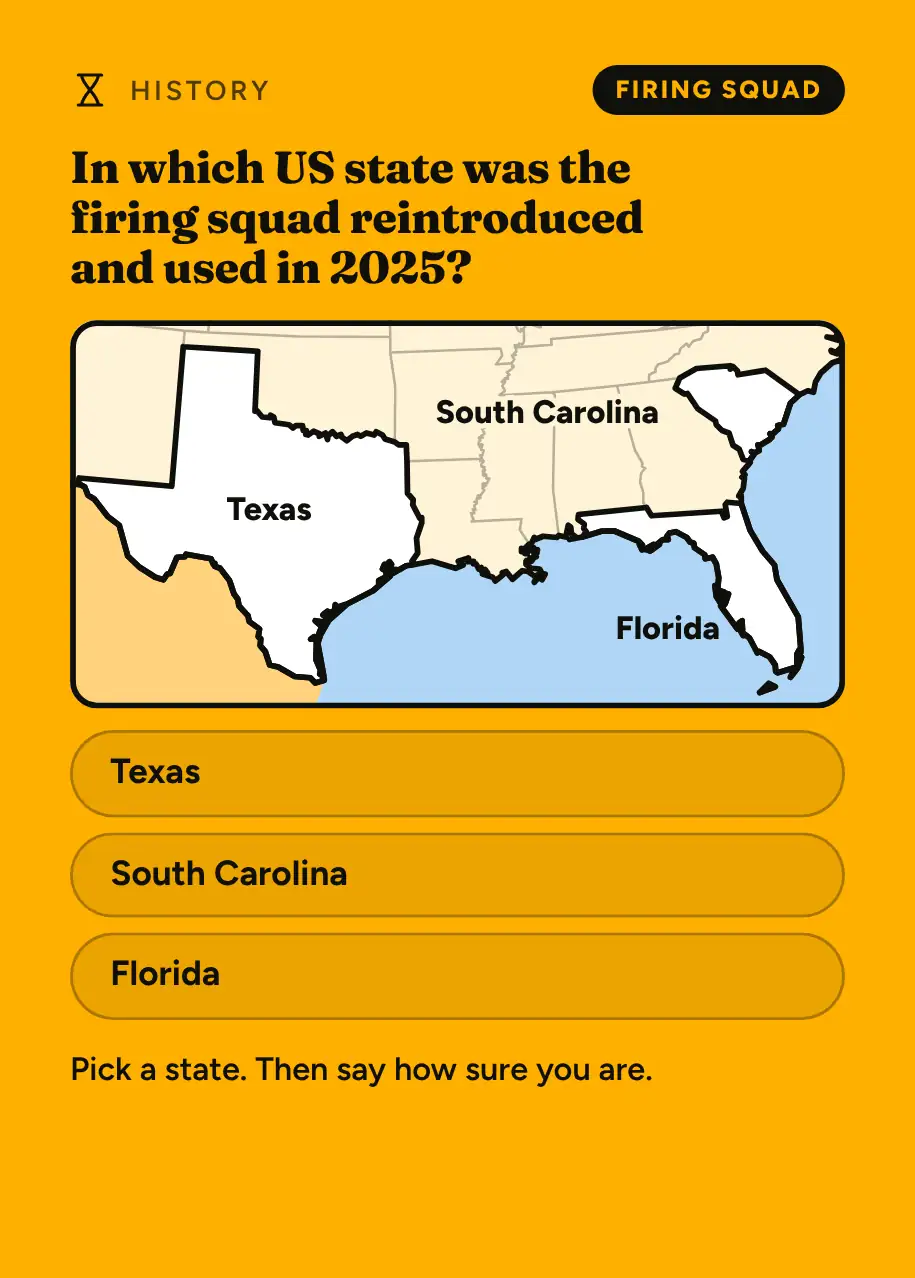 HISTORY
FIRING SQUAD
In which US state was the
firing squad reintroduced
and used in 2025?
South Carolina
Texas
Florida
Texas
South Carolina
Florida
Pick a state. Then say how sure you are.